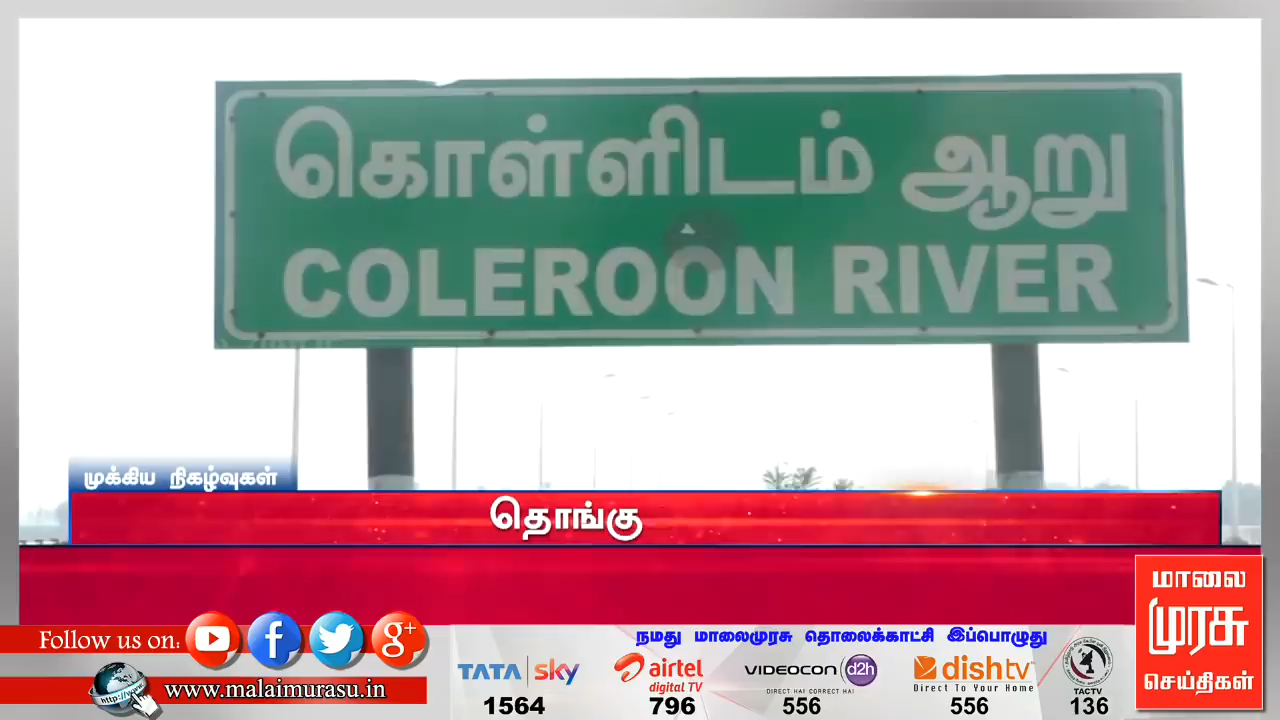 கொள்ளிடம் ஆறு
COLEROON RIVER
முக்கிய நிகழ்வுகள்
தொங்கு
மாலை
முரசு
செய்திகள்
Follow us on:
http://www
www.malaimurasu.in
நமது மாலைமுரசு தொலைக்காட்சி இப்பொழுது
TATA sky
1564
airtel
digital TV
796
VIDEOCON d2h
DIRECT HAI CORRECT HAI
556
dishtv
Direct To Your Home
556
TACTV
136